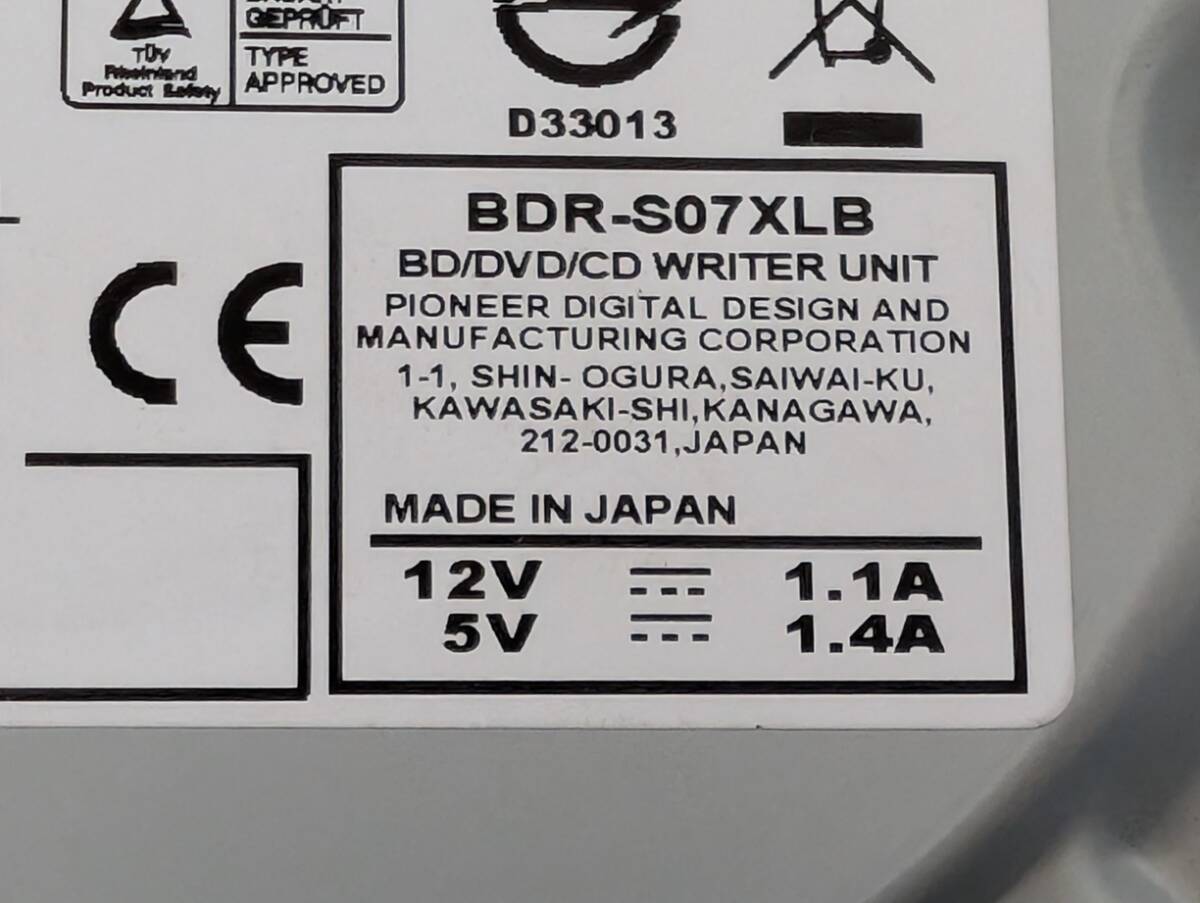 GEPRÜFT
TYPE
APPROVED
TÜV
Rheinland
Product Safety
D33013
CE
BDR-S07XLB
BD/DVD/CD WRITER UNIT
PIONEER DIGITAL DESIGN AND
MANUFACTURING CORPORATION
1-1, SHIN- OGURA,SAIWAI-KU,
KAWASAKI-SHI,KANAGAWA,
212-0031,JAPAN
MADE IN JAPAN
12V ⎓ 1.1A
5V ⎓ 1.4A